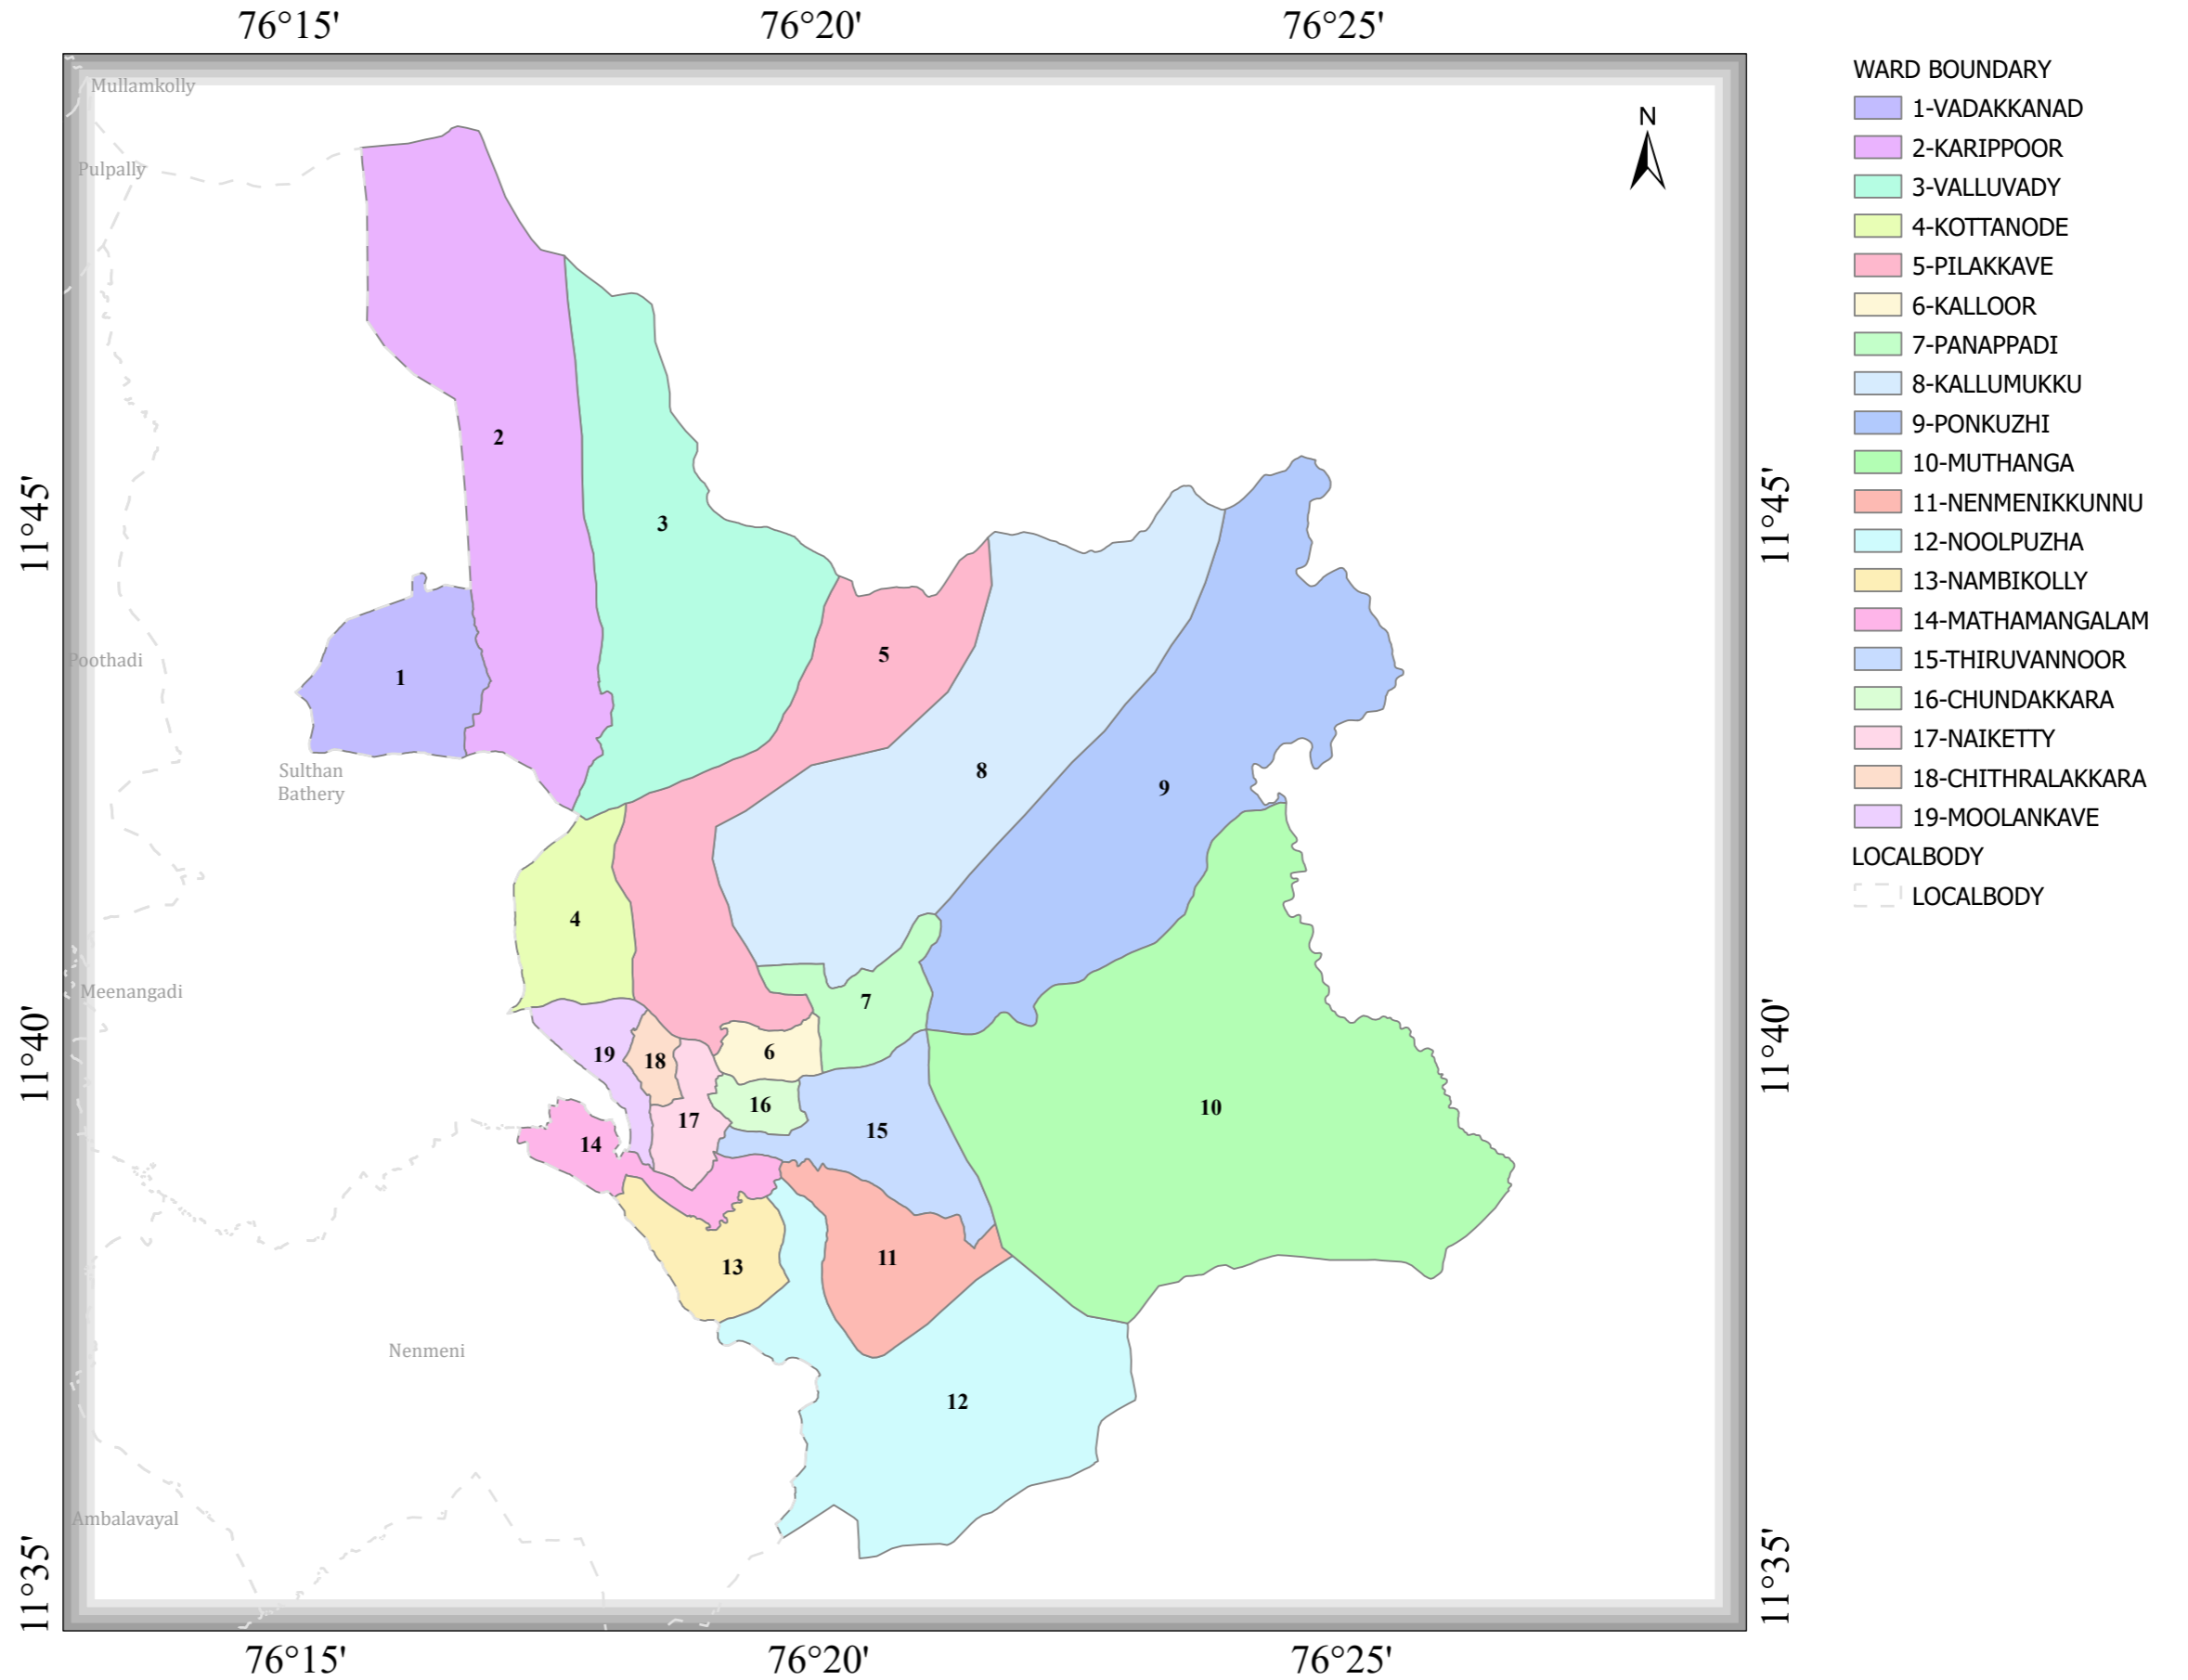 76°15' 76°20' 76°25'
Mullamkolly
N
Pulpally
2
11°45' 11°45'
3
5
Poothadi
1
8
Sulthan
Bathery
9
4
Meenangadi
7
11°40' 11°40'
19 18 6
16
10
17
15
14
11
13
Nenmeni
12
Ambalavayal
11°35' 11°35'
76°15' 76°20' 76°25'
WARD BOUNDARY
1-VADAKKANAD
2-KARIPPOOR
3-VALLUVADY
4-KOTTANODE
5-PILAKKAVE
6-KALLOOR
7-PANAPPADI
8-KALLUMUKKU
9-PONKUZHI
10-MUTHANGA
11-NENMENIKKUNNU
12-NOOLPUZHA
13-NAMBIKOLLY
14-MATHAMANGALAM
15-THIRUVANNOOR
16-CHUNDAKKARA
17-NAIKETTY
18-CHITHRALAKKARA
19-MOOLANKAVE
LOCALBODY
LOCALBODY